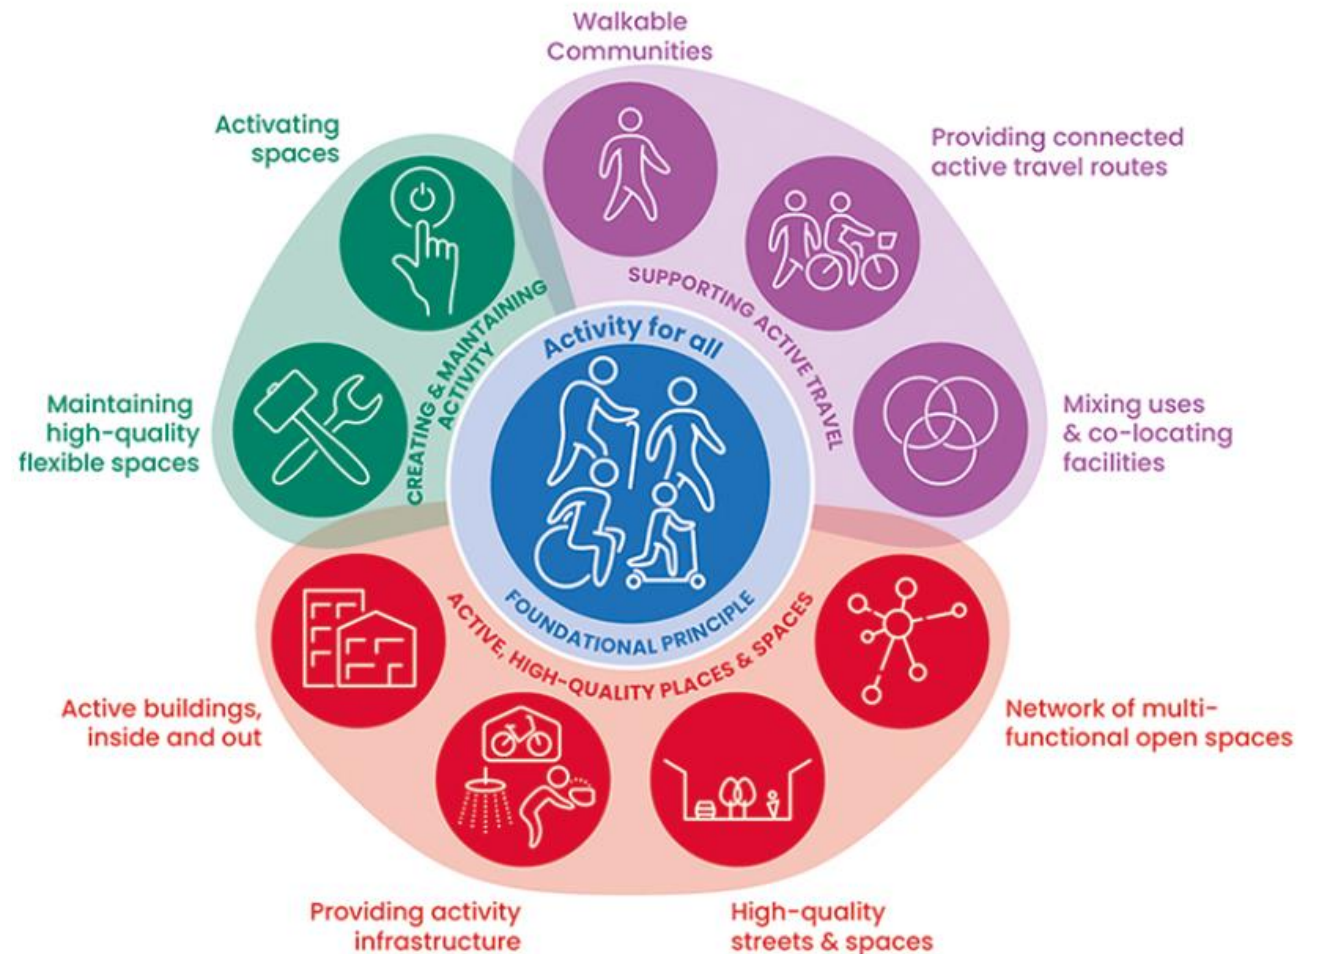 Walkable
Communities
Providing connected
active travel routes
Mixing uses
& co-locating
facilities
SUPPORTING ACTIVE TRAVEL
Activating
spaces
Maintaining
high-quality
flexible spaces
CREATING & MAINTAINING
ACTIVITY
Activity for all
FOUNDATIONAL PRINCIPLE
ACTIVE, HIGH-QUALITY PLACES & SPACES
Active buildings,
inside and out
Providing activity
infrastructure
High-quality
streets & spaces
Network of multi-
functional open spaces